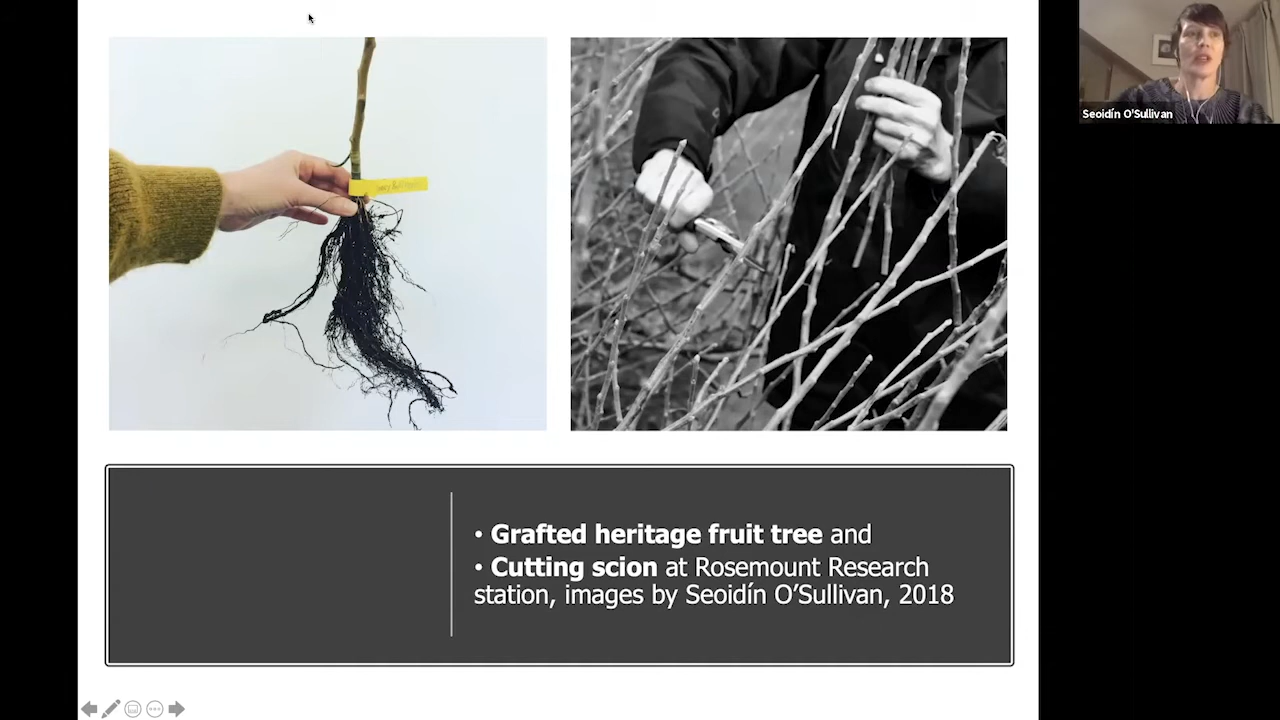 Seoidín O'Sullivan
• Grafted heritage fruit tree and
• Cutting scion at Rosemount Research
station, images by Seoidín O’Sullivan, 2018